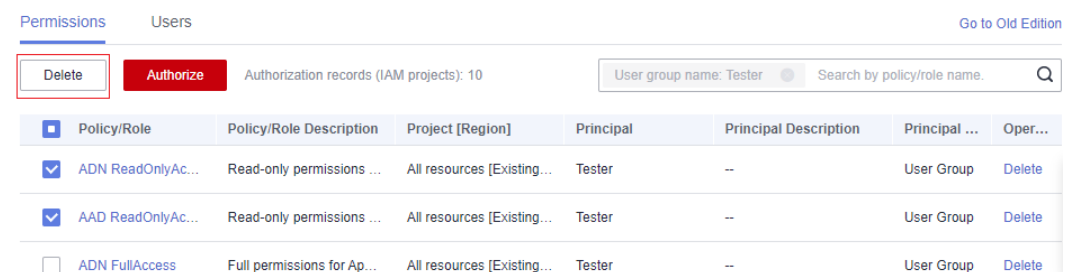 Permissions Users Go to Old Edition
Delete Authorize Authorization records (IAM projects): 10 User group name: Tester Search by policy/role name.
Policy/Role Policy/Role Description Project [Region] Principal Principal Description Principal ... Oper...
ADN ReadOnlyAc... Read-only permissions ... All resources [Existing... Tester -- User Group Delete
AAD ReadOnlyAc... Read-only permissions ... All resources [Existing... Tester -- User Group Delete
ADN FullAccess Full permissions for Ap... All resources [Existing... Tester -- User Group Delete